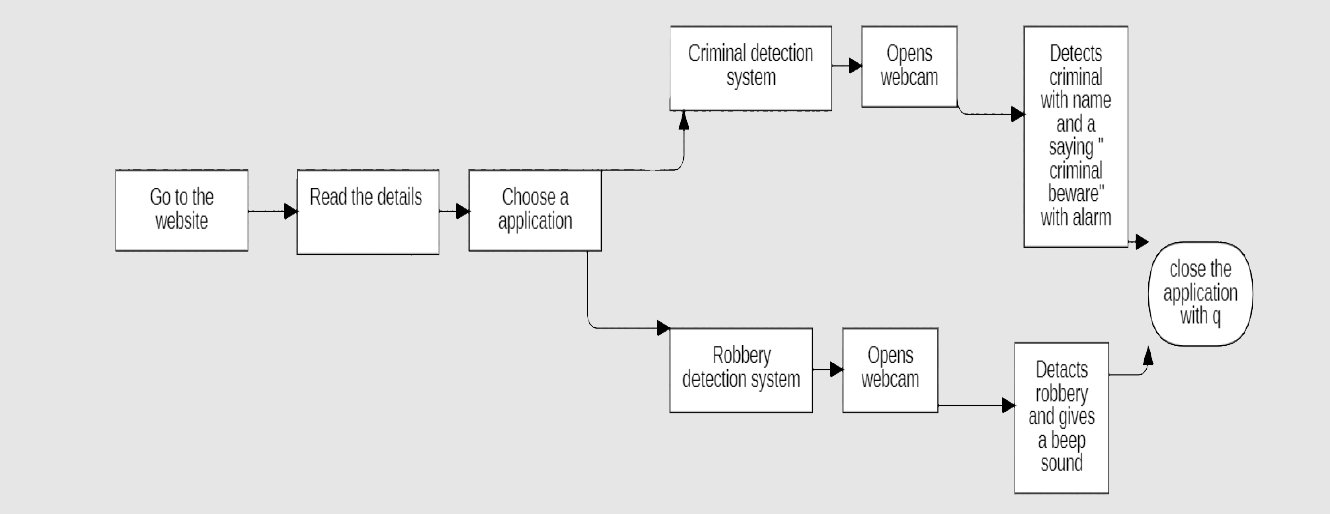 Go to the
website
Read the details
Choose a
application
Criminal detection
system
Opens
webcam
Detects
criminal
with name
and a
saying "
criminal
beware"
with alarm
Robbery
detection system
Opens
webcam
Detacts
robbery
and gives
a beep
sound
close the
application
with q